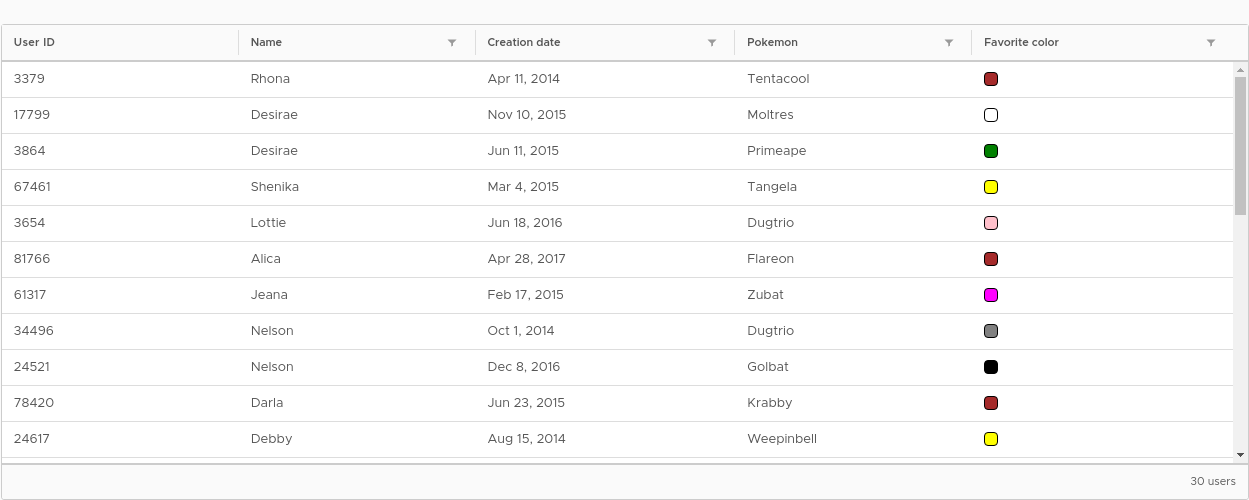 User ID Name Creation date Pokemon Favorite color
3379 Rhona Apr 11, 2014 Tentacool
17799 Desirae Nov 10, 2015 Moltres
3864 Desirae Jun 11, 2015 Primeape
67461 Shenika Mar 4, 2015 Tangela
3654 Lottie Jun 18, 2016 Dugtrio
81766 Alica Apr 28, 2017 Flareon
61317 Jeana Feb 17, 2015 Zubat
34496 Nelson Oct 1, 2014 Dugtrio
24521 Nelson Dec 8, 2016 Golbat
78420 Darla Jun 23, 2015 Krabby
24617 Debby Aug 15, 2014 Weepinbell
30 users